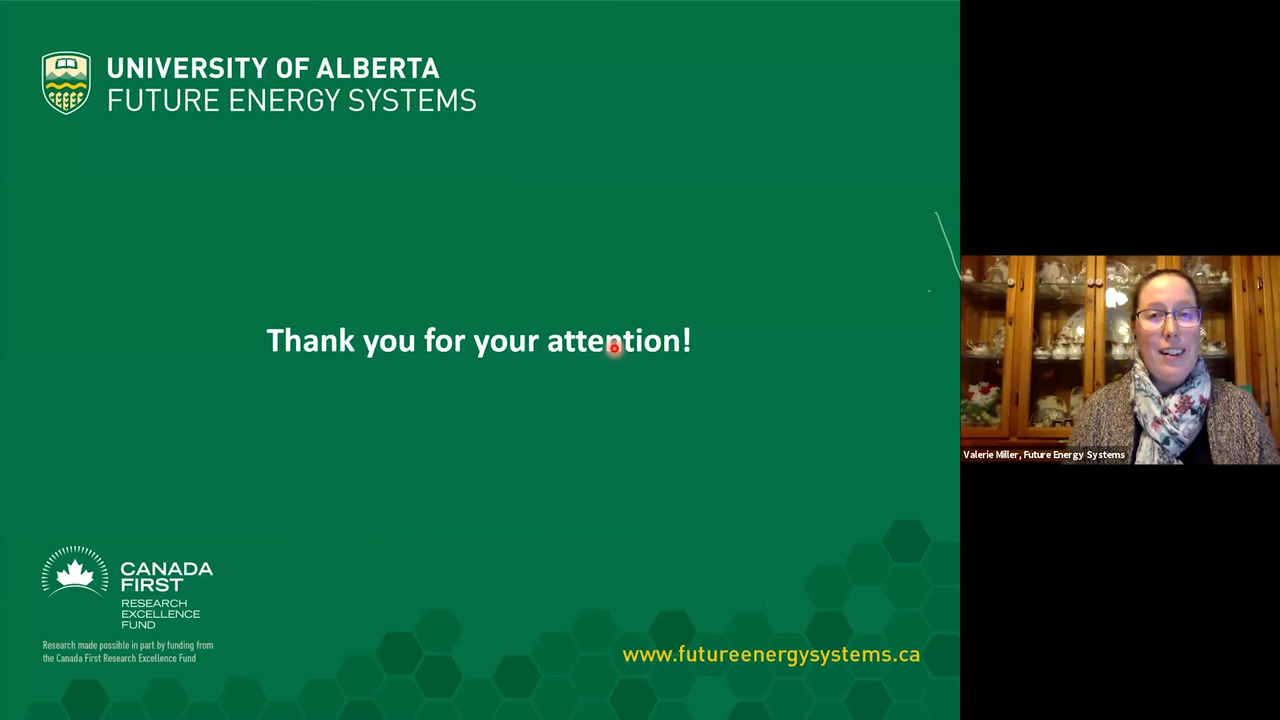 UNIVERSITY OF ALBERTA
FUTURE ENERGY SYSTEMS
Thank you for your attention!
Valerie Miller, Future Energy Systems
CANADA
FIRST
RESEARCH
EXCELLENCE
FUND
Research made possible in part by funding from
the Canada First Research Excellence Fund
www.futureenergysystems.ca